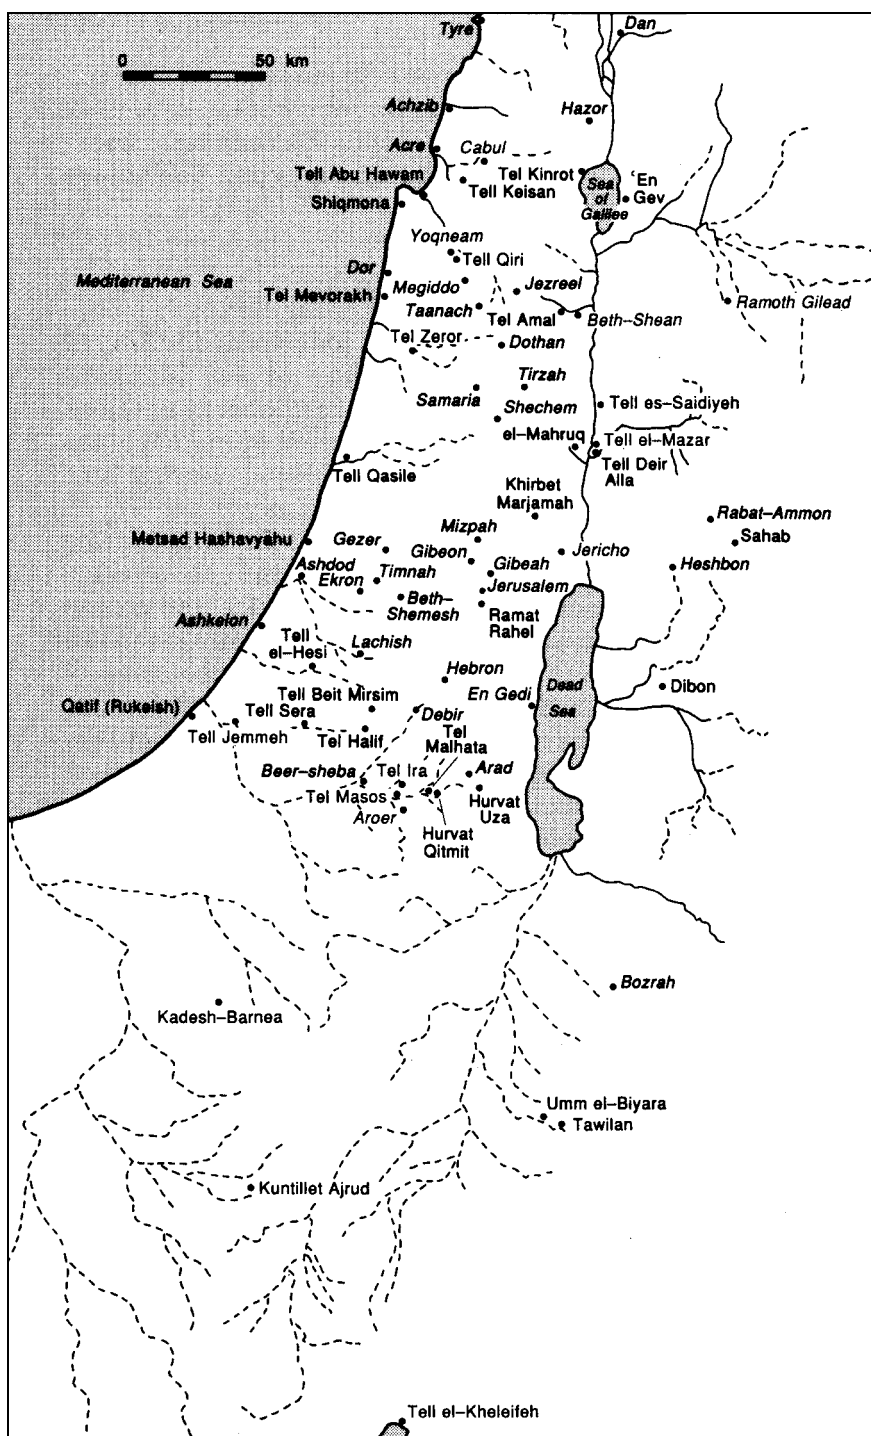 Tyre
Dan
0 50 km
Achzib
Hazor
Acre
Cabul
Tell Abu Hawam
Tel Kinrot
Tell Keisan
Sea
of
Galilee
'En
Gev
Shiqmona
Yoqneam
Tell Qiri
Dor
Mediterranean Sea
Megiddo
Jezreel
Tel Mevorakh
Taanach
Ramoth Gilead
Tel Amal
Beth–Shean
Tel Zeror
Dothan
Tirzah
Samaria
Shechem
Tell es–Saidiyeh
el–Mahruq
Tell el–Mazar
Tell Deir
Alla
Tell Qasile
Khirbet
Marjamah
Rabat–Ammon
Mizpah
Metsad Hashavyahu
Gezer
Sahab
Gibeon
Jericho
Ashdod
Gibeah
Heshbon
Ekron
Timnah
Jerusalem
Beth–
Shemesh
Ramat
Rahel
Ashkelon
Tell
el–Hesi
Lachish
Hebron
En Gedi
Dead
Sea
Dibon
Tell Beit Mirsim
Qatif (Rukeish)
Tell Sera
Debir
Tell Jemmeh
Tel Halif
Tel
Malhata
Beer–sheba
Tel Ira
Arad
Tel Masos
Hurvat
Uza
Aroer
Hurvat
Qitmit
Bozrah
Kadesh–Barnea
Umm el–Biyara
Tawilan
Kuntillet Ajrud
Tell el–Kheleifeh